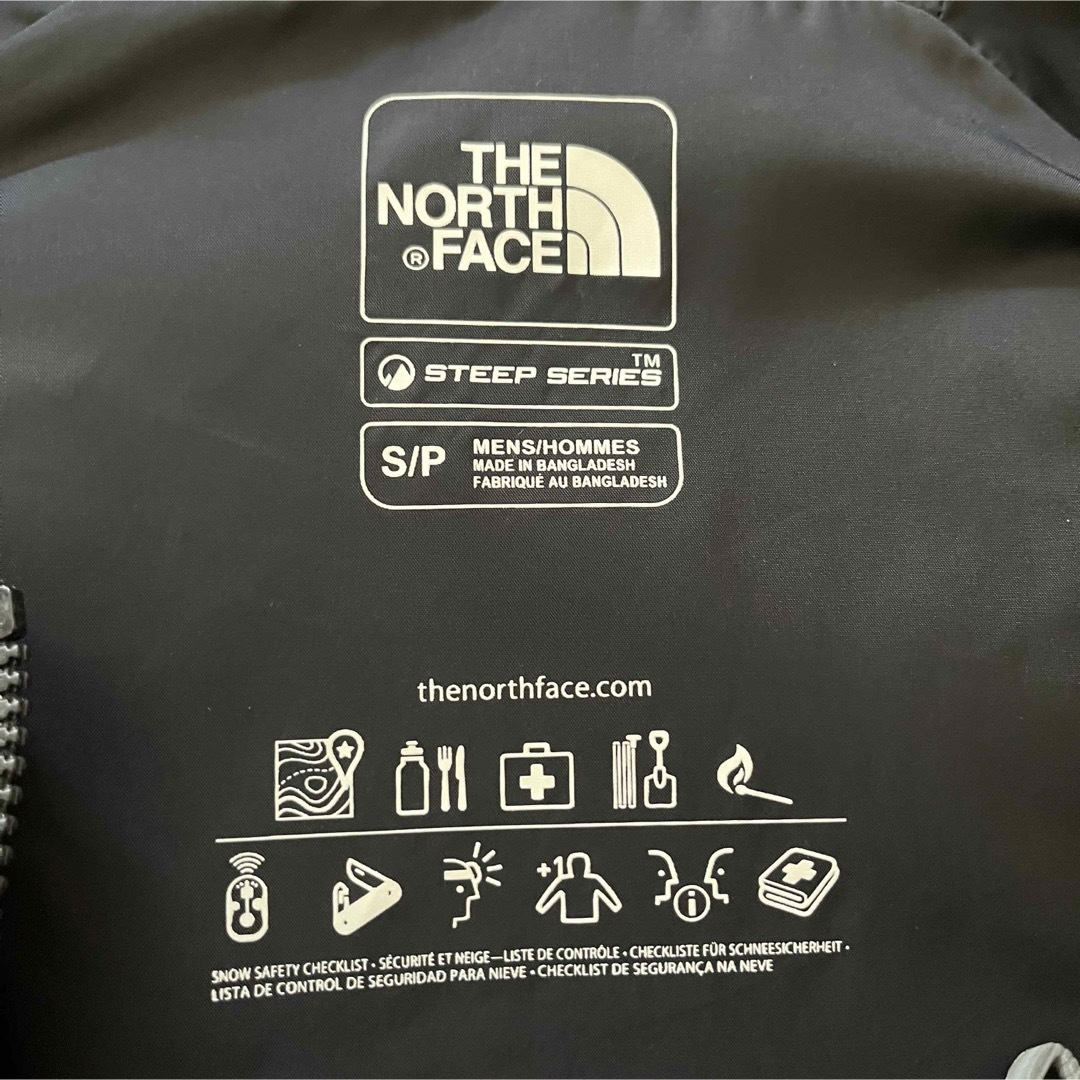 THE
NORTH
® FACE
STEEP SERIES™
S/P
MENS/HOMMES
MADE IN BANGLADESH
FABRIQUÉ AU BANGLADESH
thenorthface.com
+1
i
SNOW SAFETY CHECKLIST · SÉCURITÉ ET NEIGE—LISTE DE CONTRÔLE · CHECKLISTE FÜR SCHNEESICHERHEIT ·
LISTA DE CONTROL DE SEGURIDAD PARA NIEVE · CHECKLIST DE SEGURANÇA NA NEVE